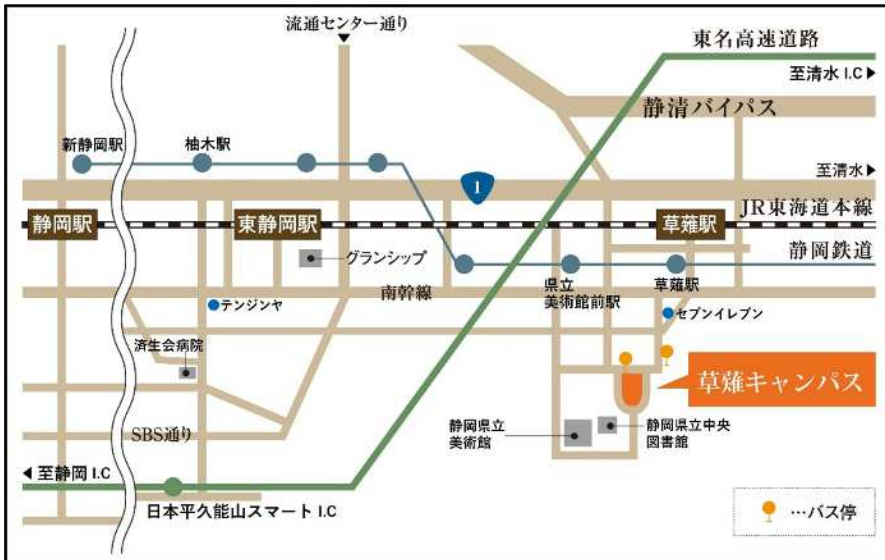 流通センター通り
東名高速道路
至清水 I.C
静清バイパス
新静岡駅
柚木駅
至清水
1
JR東海道本線
静岡駅
東静岡駅
草薙駅
静岡鉄道
グランシップ
県立
美術館前駅
草薙駅
南幹線
テンジンヤ
セブンイレブン
済生会病院
草薙キャンパス
SBS通り
静岡県立
美術館
静岡県立中央
図書館
至静岡 I.C
日本平久能山スマート I.C
…バス停